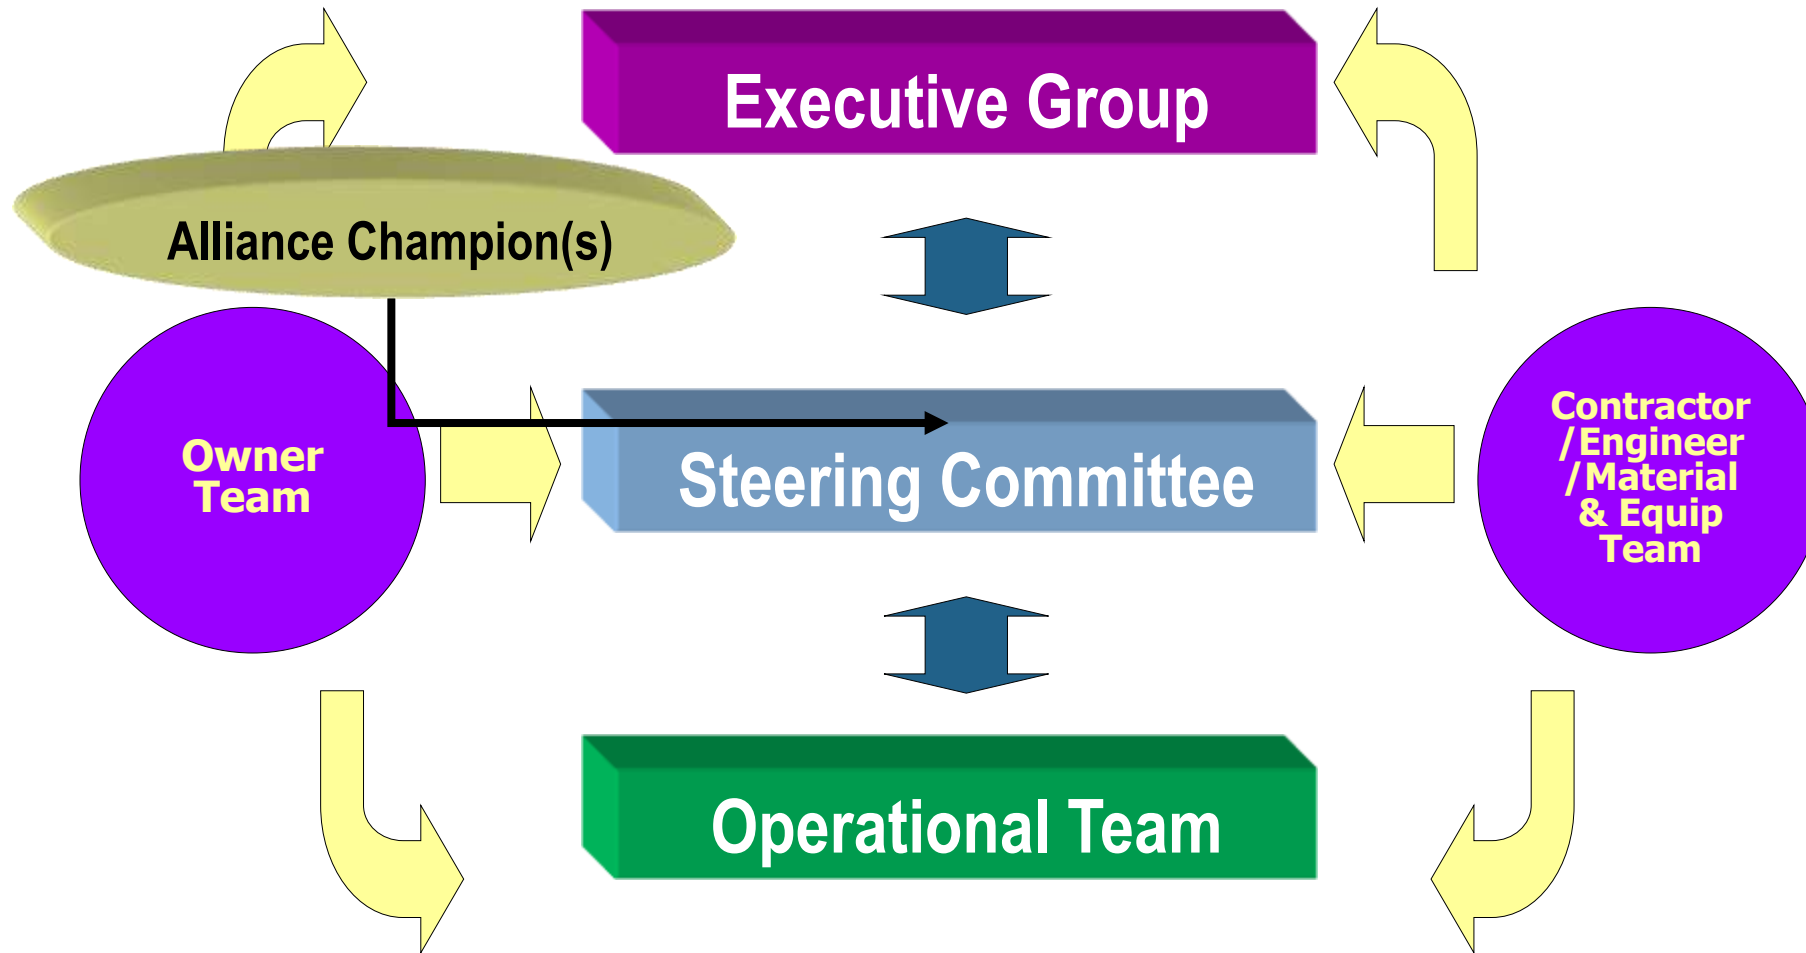 Executive Group
Alliance Champion(s)
Owner
Team
Steering Committee
Contractor
/Engineer
/Material
& Equip
Team
Operational Team